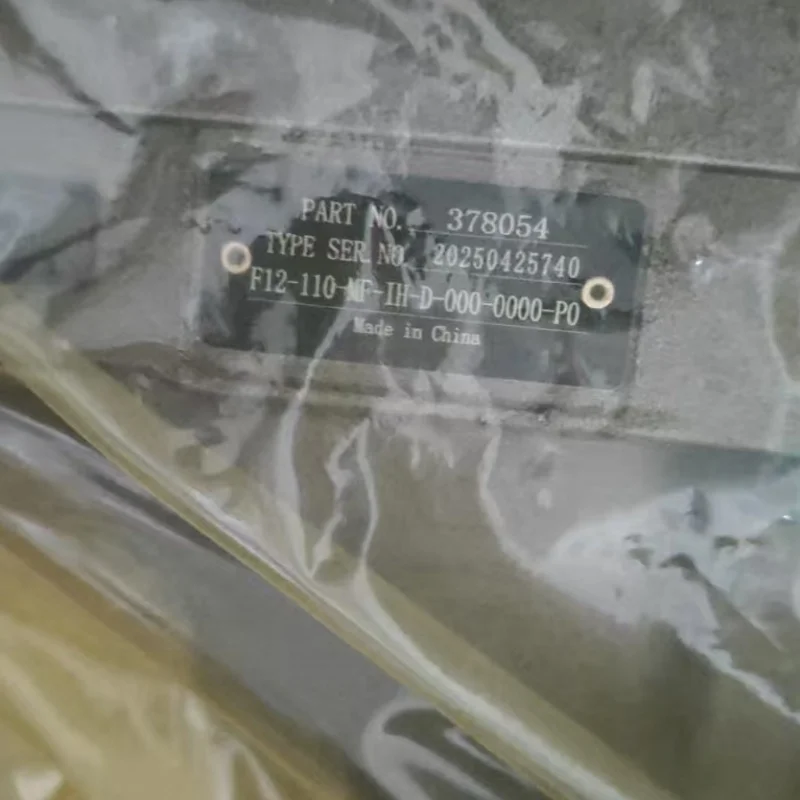 PART NO. 378054
TYPE SER.NO. 20250425740
F12-110-MF-IH-D-000-0000-P0
Made in China